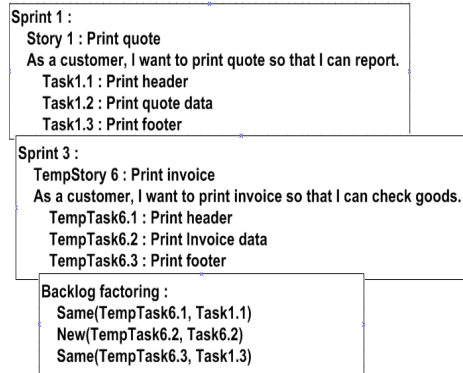 Sprint 1 :
Story 1 : Print quote
As a customer, I want to print quote so that I can report.
Task1.1 : Print header
Task1.2 : Print quote data
Task1.3 : Print footer
Sprint 3 :
TempStory 6 : Print invoice
As a customer, I want to print invoice so that I can check goods.
TempTask6.1 : Print header
TempTask6.2 : Print Invoice data
TempTask6.3 : Print footer
Backlog factoring :
Same(TempTask6.1, Task1.1)
New(TempTask6.2, Task6.2)
Same(TempTask6.3, Task1.3)